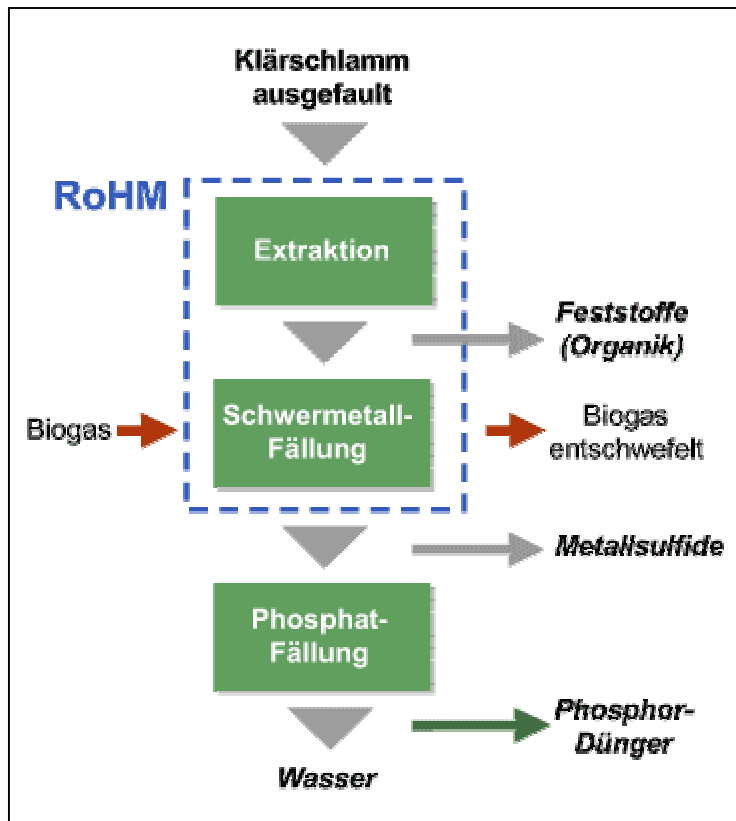 Klärschlamm
ausgefault
RoHM
Extraktion
Feststoffe
(Organik)
Biogas
Schwermetall-
Fällung
Biogas
entschwefelt
Metallsulfide
Phosphat-
Fällung
Phosphor-
Dünger
Wasser